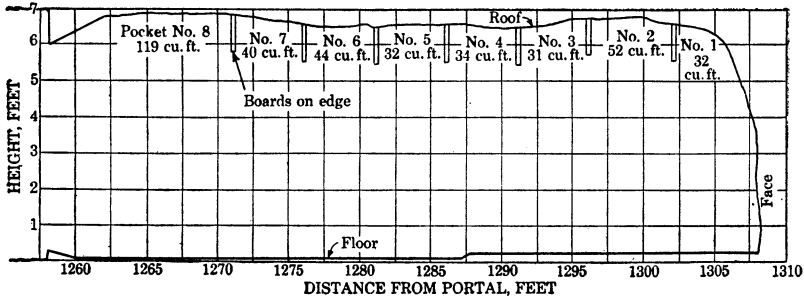 7
6
5
4
3
2
1
HEIGHT, FEET
Roof
Pocket No. 8
119 cu. ft.
No. 7
40 cu. ft.
No. 6
44 cu. ft.
No. 5
32 cu. ft.
No. 4
34 cu. ft.
No. 3
31 cu. ft.
No. 2
52 cu. ft.
No. 1
32
cu. ft.
Boards on edge
Face
Floor
1260 1265 1270 1275 1280 1285 1290 1295 1300 1305 1310
DISTANCE FROM PORTAL, FEET